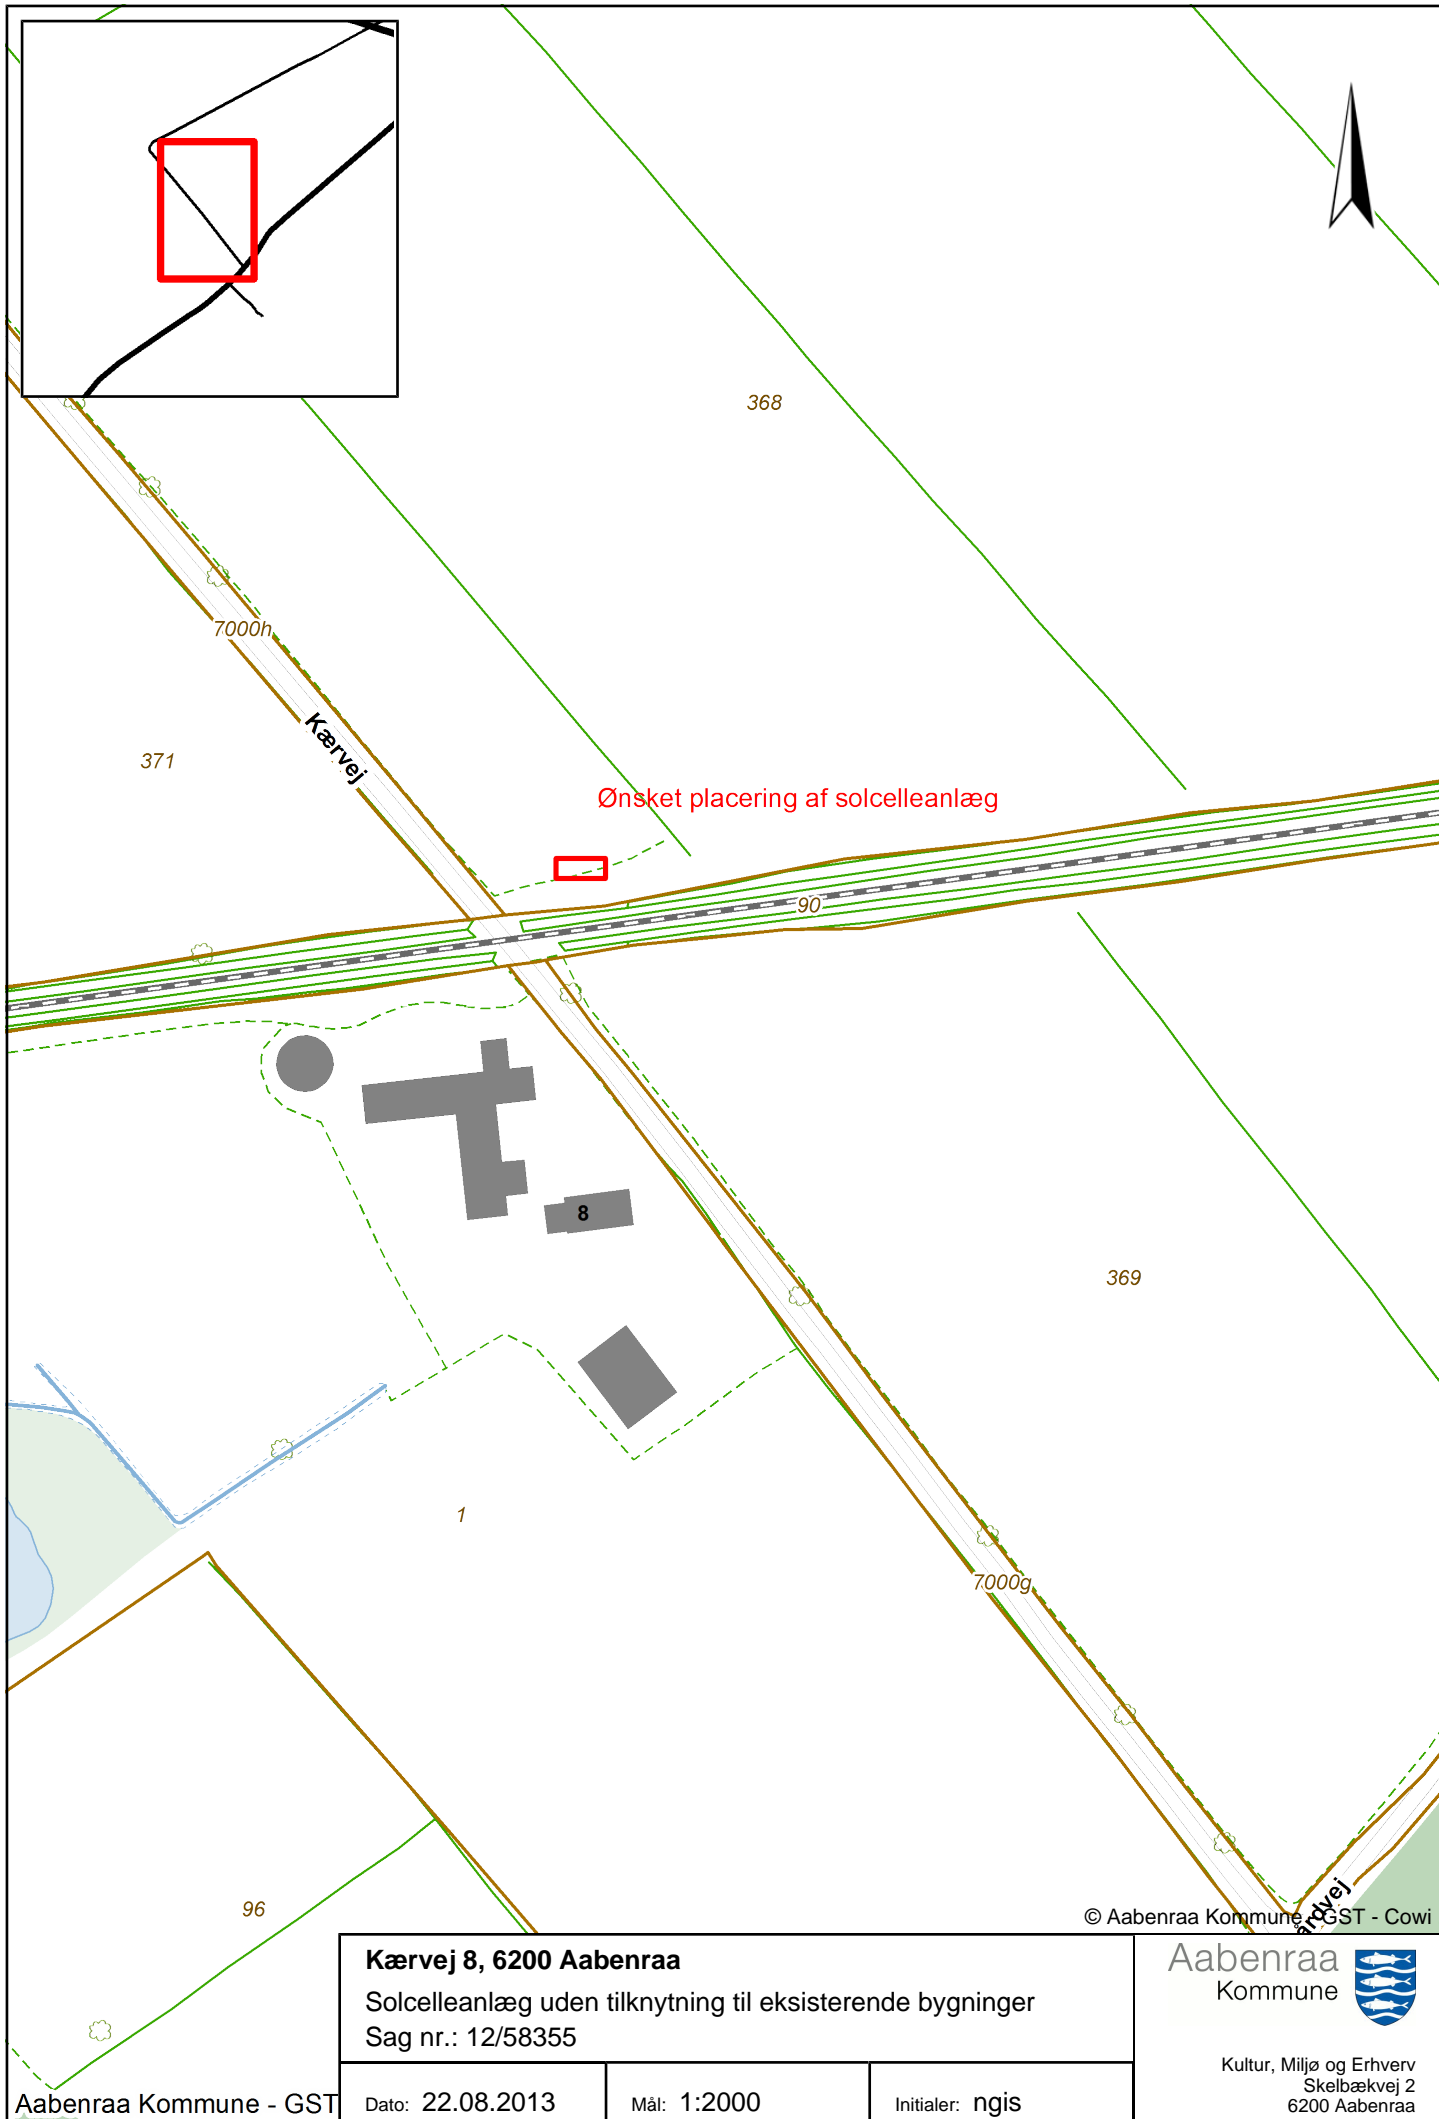 368
7000h
Kærvej
371
Ønsket placering af solcelleanlæg
90
8
369
1
7000g
96
årdvej
© Aabenraa Kommune - GST - Cowi
Kærvej 8, 6200 Aabenraa
Solcelleanlæg uden tilknytning til eksisterende bygninger
Sag nr.: 12/58355
Aabenraa
Kommune
Kultur, Miljø og Erhverv
Skelbækvej 2
6200 Aabenraa
Aabenraa Kommune - GST
Dato: 22.08.2013
Mål: 1:2000
Initialer: ngis